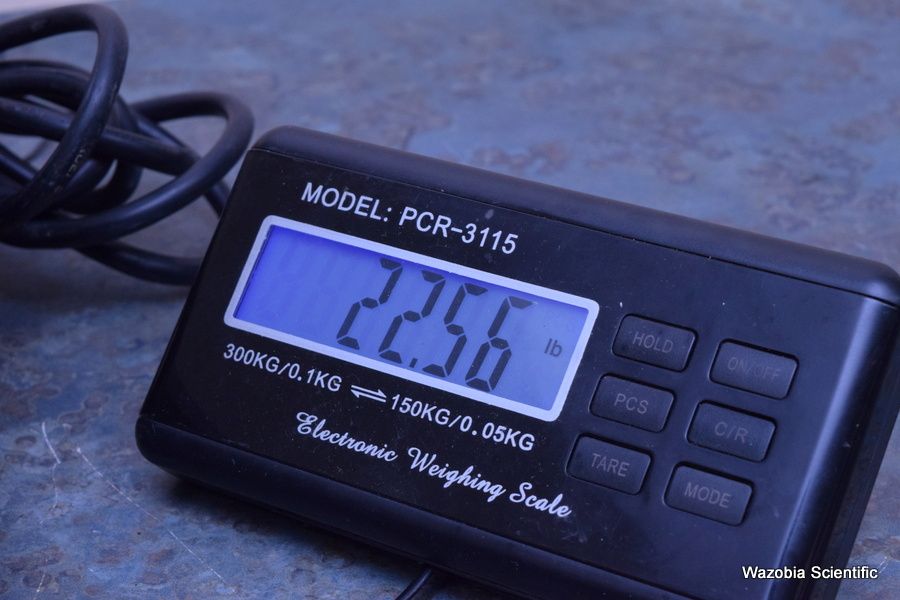 MODEL: PCR-3115
22.56 lb
300KG/0.1KG ⇌ 150KG/0.05KG
Electronic Weighing Scale
HOLD
ON/OFF
PCS
C/R.
TARE
MODE
Wazobia Scientific